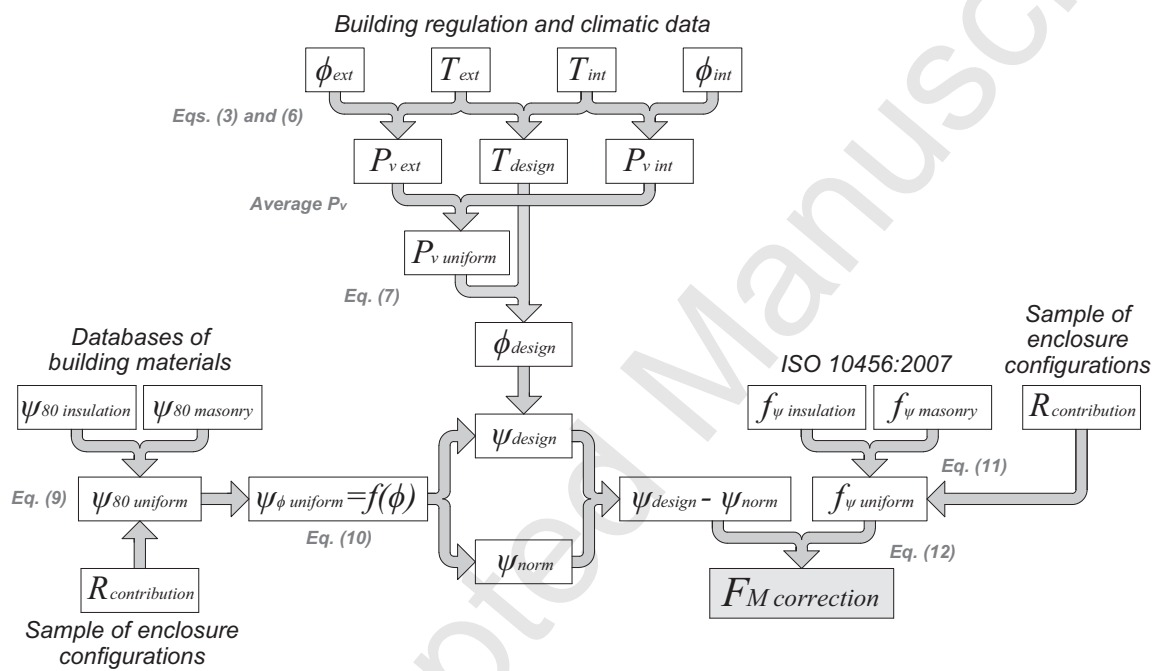 Building regulation and climatic data
ϕext
Text
Tint
ϕint
Eqs. (3) and (6)
Pv ext
Tdesign
Pv int
Average Pv
Pv uniform
Eq. (7)
ϕdesign
Databases of
building materials
ψ80 insulation
ψ80 masonry
Eq. (9)
ψ80 uniform
ψϕ uniform=f(ϕ)
Eq. (10)
Rcontribution
Sample of enclosure
configurations
ψdesign
ψnorm
ψdesign - ψnorm
ISO 10456:2007
fψ insulation
fψ masonry
Sample of
enclosure
configurations
Rcontribution
Eq. (11)
fψ uniform
Eq. (12)
FM correction
pted Manuscri